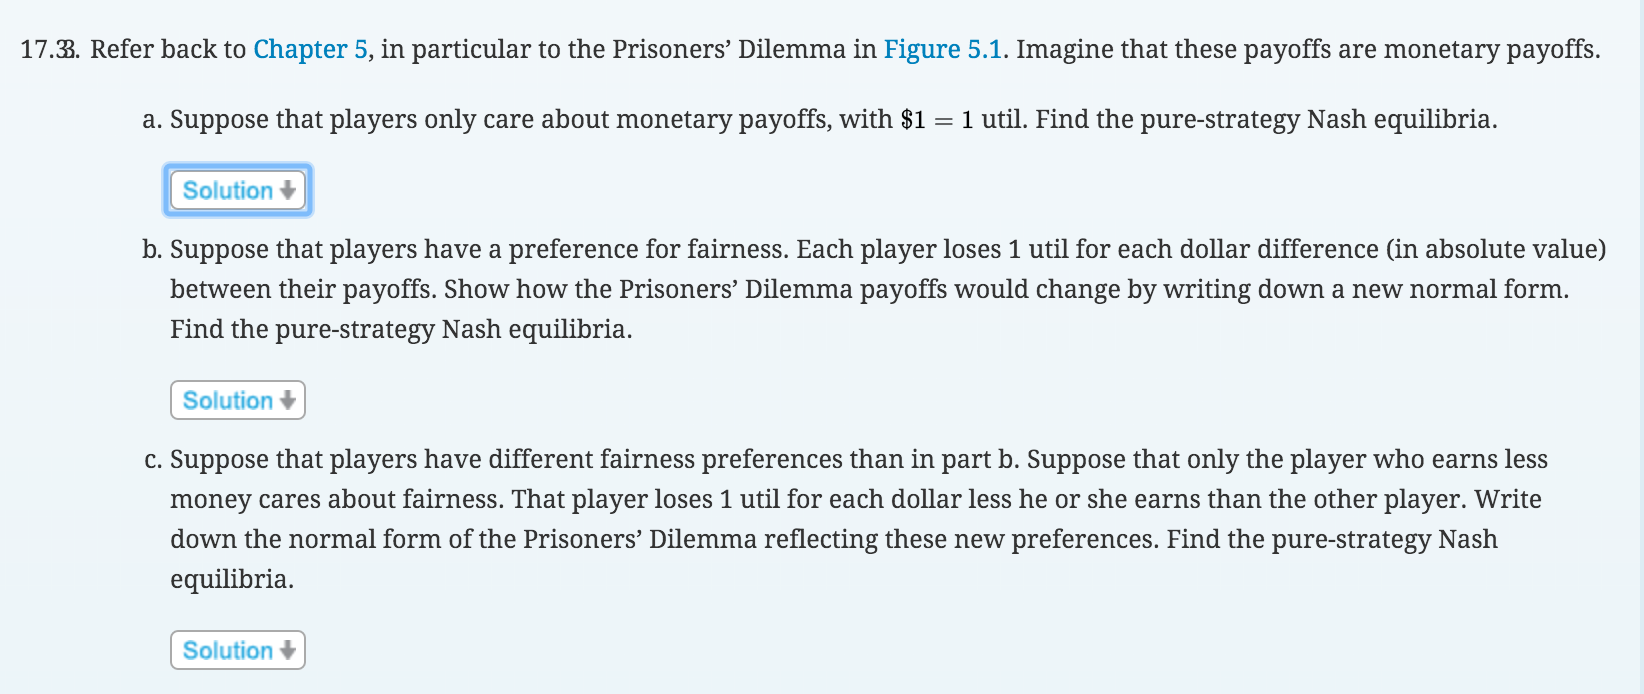 17.3. Refer back to Chapter 5, in particular to the Prisoners’ Dilemma in Figure 5.1. Imagine that these payoffs are monetary payoffs.
a. Suppose that players only care about monetary payoffs, with $1 = 1 util. Find the pure-strategy Nash equilibria.
Solution
b. Suppose that players have a preference for fairness. Each player loses 1 util for each dollar difference (in absolute value)
between their payoffs. Show how the Prisoners’ Dilemma payoffs would change by writing down a new normal form.
Find the pure-strategy Nash equilibria.
Solution
c. Suppose that players have different fairness preferences than in part b. Suppose that only the player who earns less
money cares about fairness. That player loses 1 util for each dollar less he or she earns than the other player. Write
down the normal form of the Prisoners’ Dilemma reflecting these new preferences. Find the pure-strategy Nash
equilibria.
Solution